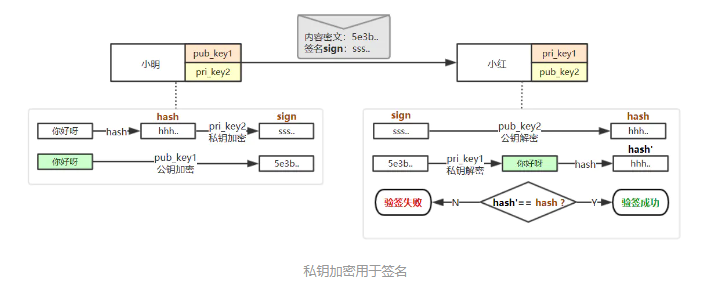 内容密文：5e3b..
签名sign：sss..
小明
pub_key1
pri_key2
小红
pri_key1
pub_key2
hash
sign
你好呀
hash
hhh..
pri_key2
私钥加密
sss..
你好呀
pub_key1
公钥加密
5e3b..
sign
hash
sss..
pub_key2
公钥解密
hhh..
hash'
5e3b..
pri_key1
私钥解密
你好呀
hash
hhh..
验签失败
N
hash'== hash ?
Y
验签成功
私钥加密用于签名